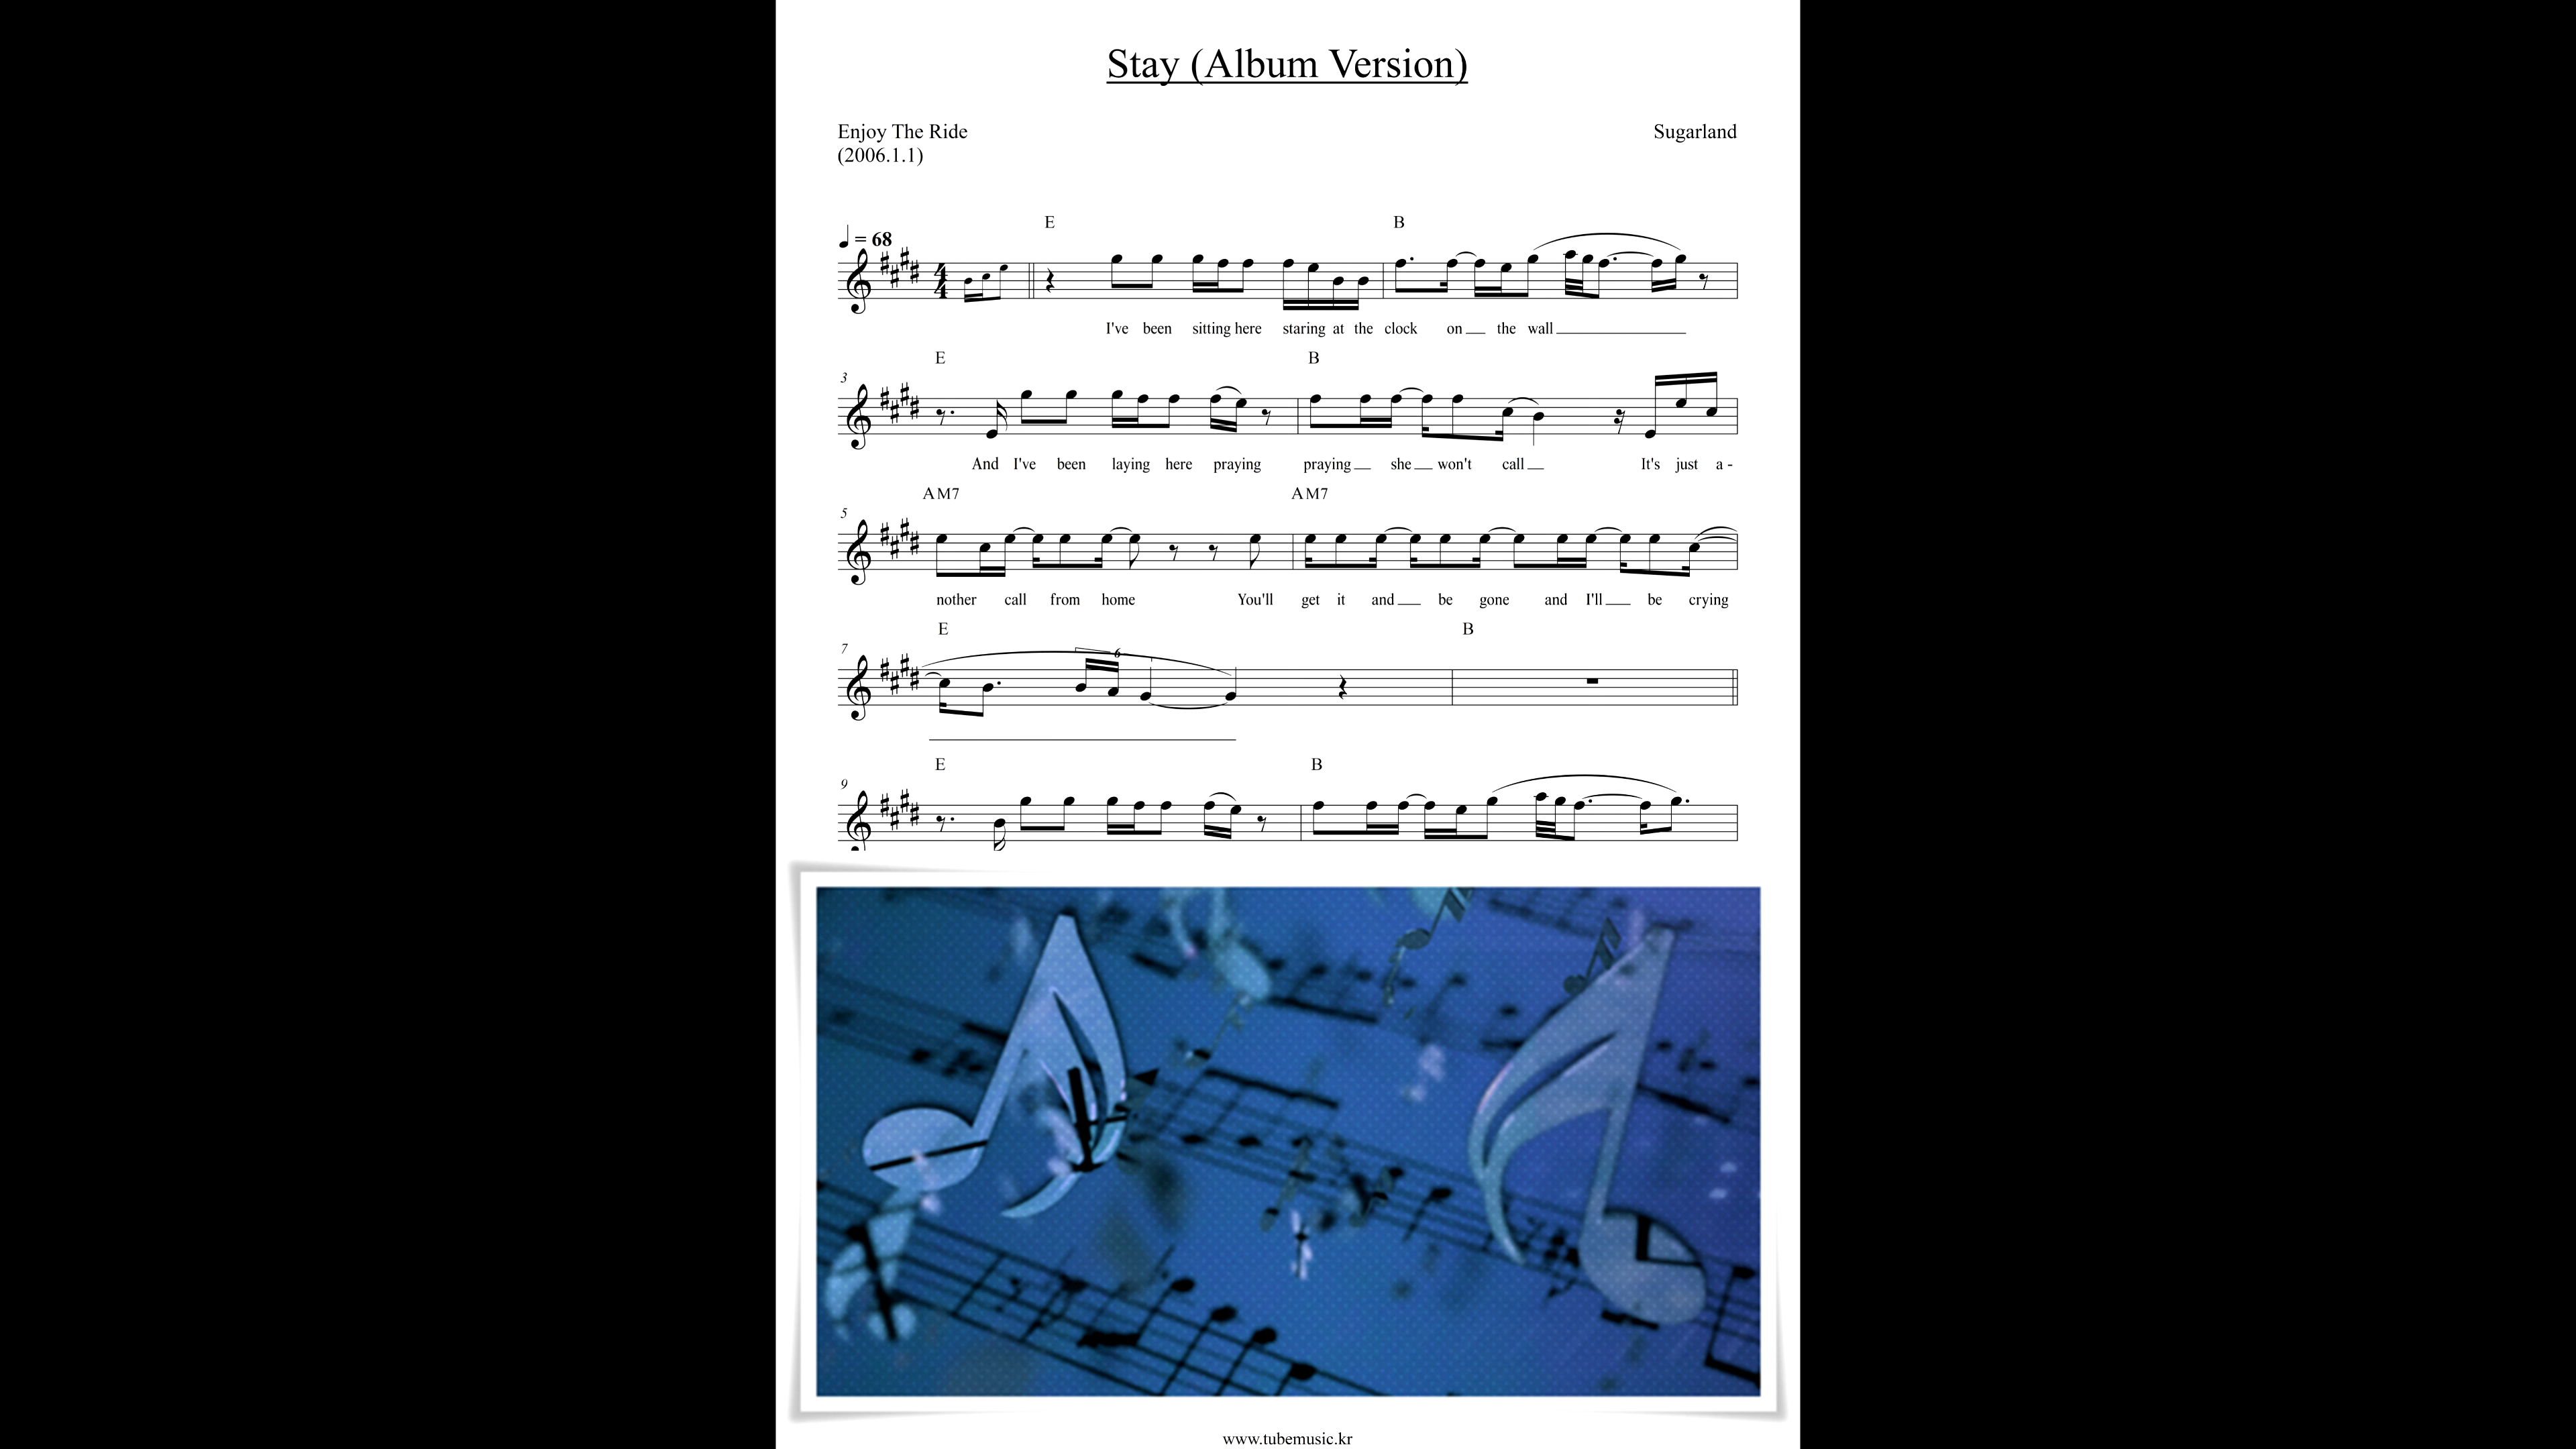 Stay (Album Version)
Enjoy The Ride
(2006.1.1)
Sugarland
= 68
E B
4
4
I've been sitting here staring at the clock on the wall
E B
3
And I've been laying here praying praying she won't call It's just a -
AM7 AM7
5
nother call from home You'll get it and be gone and I'll be crying
E B
7
6
E B
9
www.tubemusic.kr